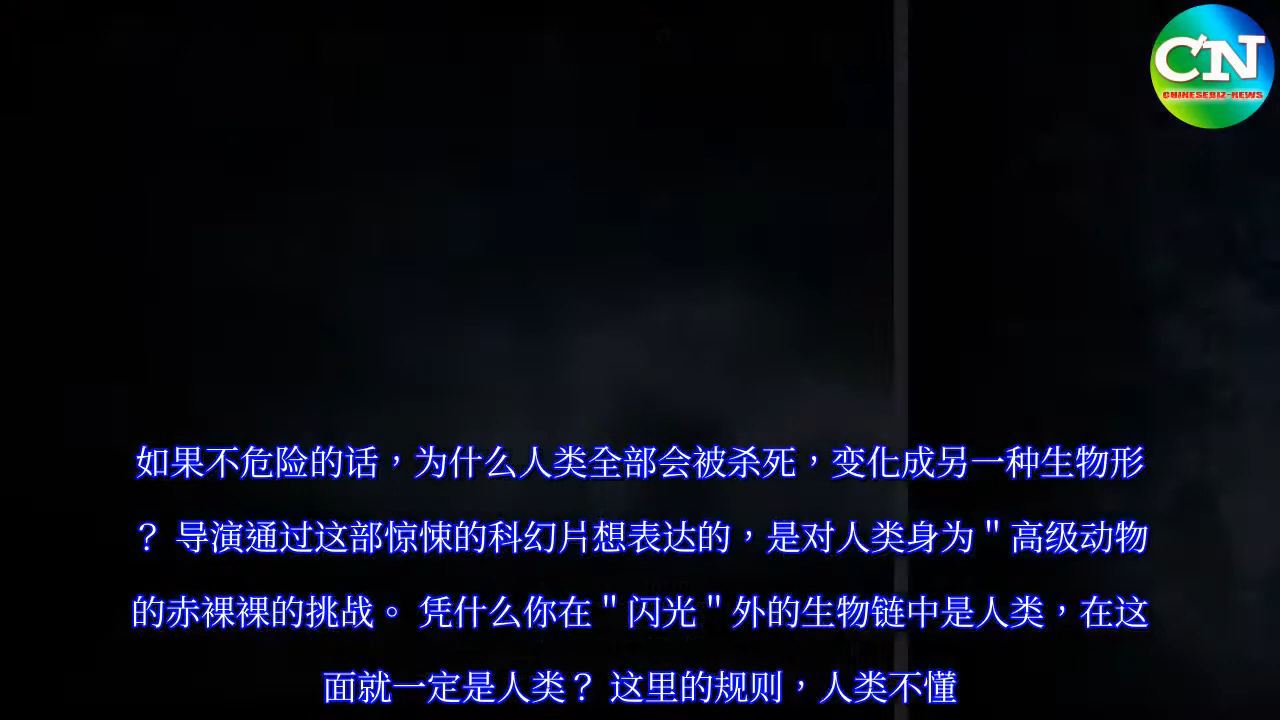 CN
CHINESEBIZ-NEWS
如果不危险的话，为什么人类全部会被杀死，变化成另一种生物形
？ 导演通过这部惊悚的科幻片想表达的，是对人类身为＂高级动物
的赤裸裸的挑战。 凭什么你在＂闪光＂外的生物链中是人类，在这
面就一定是人类？ 这里的规则，人类不懂